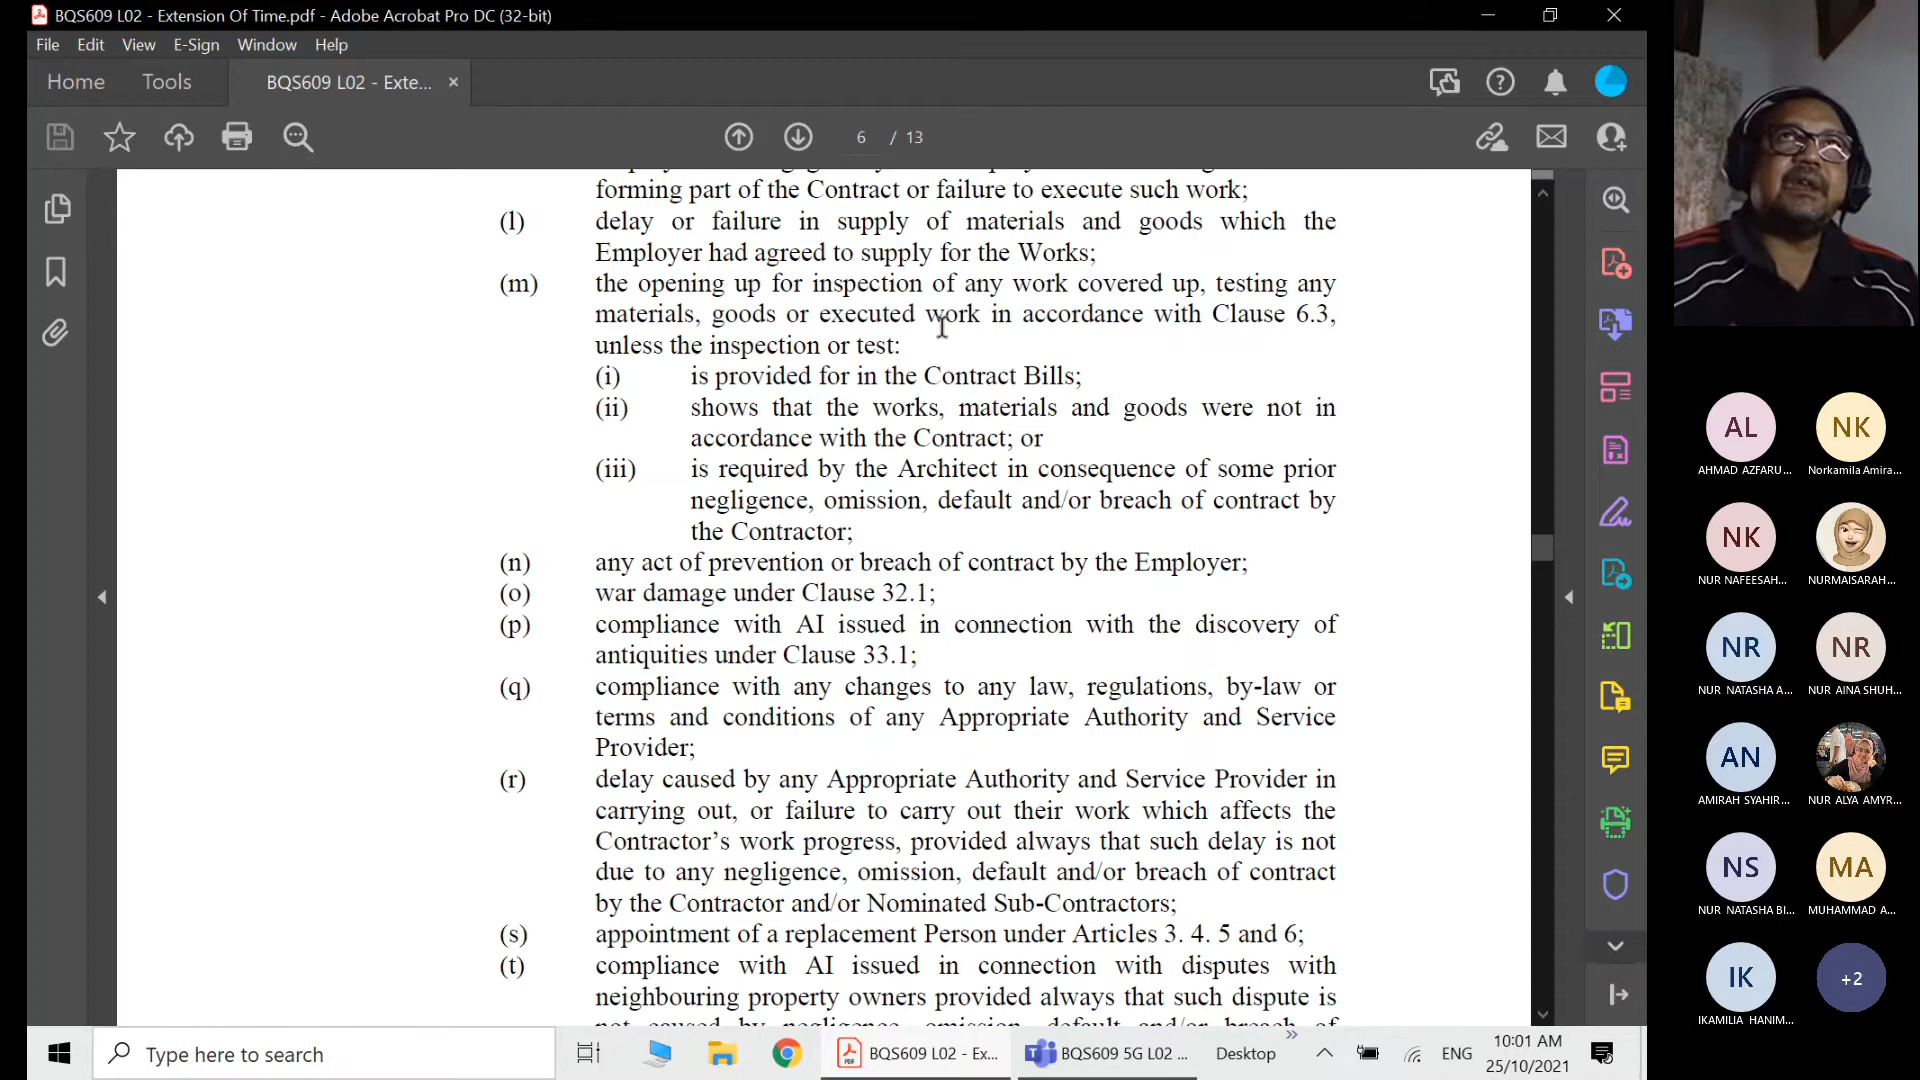 BQS609 L02 - Extension Of Time.pdf - Adobe Acrobat Pro DC (32-bit)
File Edit View E-Sign Window Help
Home Tools BQS609 L02 - Exte... ×
6 / 13
forming part of the Contract or failure to execute such work;
(l) delay or failure in supply of materials and goods which the
Employer had agreed to supply for the Works;
(m) the opening up for inspection of any work covered up, testing any
materials, goods or executed work in accordance with Clause 6.3,
unless the inspection or test:
(i) is provided for in the Contract Bills;
(ii) shows that the works, materials and goods were not in
accordance with the Contract; or
(iii) is required by the Architect in consequence of some prior
negligence, omission, default and/or breach of contract by
the Contractor;
(n) any act of prevention or breach of contract by the Employer;
(o) war damage under Clause 32.1;
(p) compliance with AI issued in connection with the discovery of
antiquities under Clause 33.1;
(q) compliance with any changes to any law, regulations, by-law or
terms and conditions of any Appropriate Authority and Service
Provider;
(r) delay caused by any Appropriate Authority and Service Provider in
carrying out, or failure to carry out their work which affects the
Contractor's work progress, provided always that such delay is not
due to any negligence, omission, default and/or breach of contract
by the Contractor and/or Nominated Sub-Contractors;
(s) appointment of a replacement Person under Articles 3. 4. 5 and 6;
(t) compliance with AI issued in connection with disputes with
neighbouring property owners provided always that such dispute is
not caused by negligence, omission, default and/or breach of
AL NK
AHMAD AZFARU... Norkamila Amira...
NK
NUR NAFEESAH... NURMAISARAH...
NR NR
NUR NATASHA A... NUR AINA SHUH...
AN
AMIRAH SYAHIR... NUR ALYA AMYR...
NS MA
NUR NATASHA BI... MUHAMMAD A...
IK +2
IKAMILIA HANIM...
Type here to search
BQS609 L02 - Ex... BQS609 5G L02 ... Desktop » ENG
10:01 AM
25/10/2021